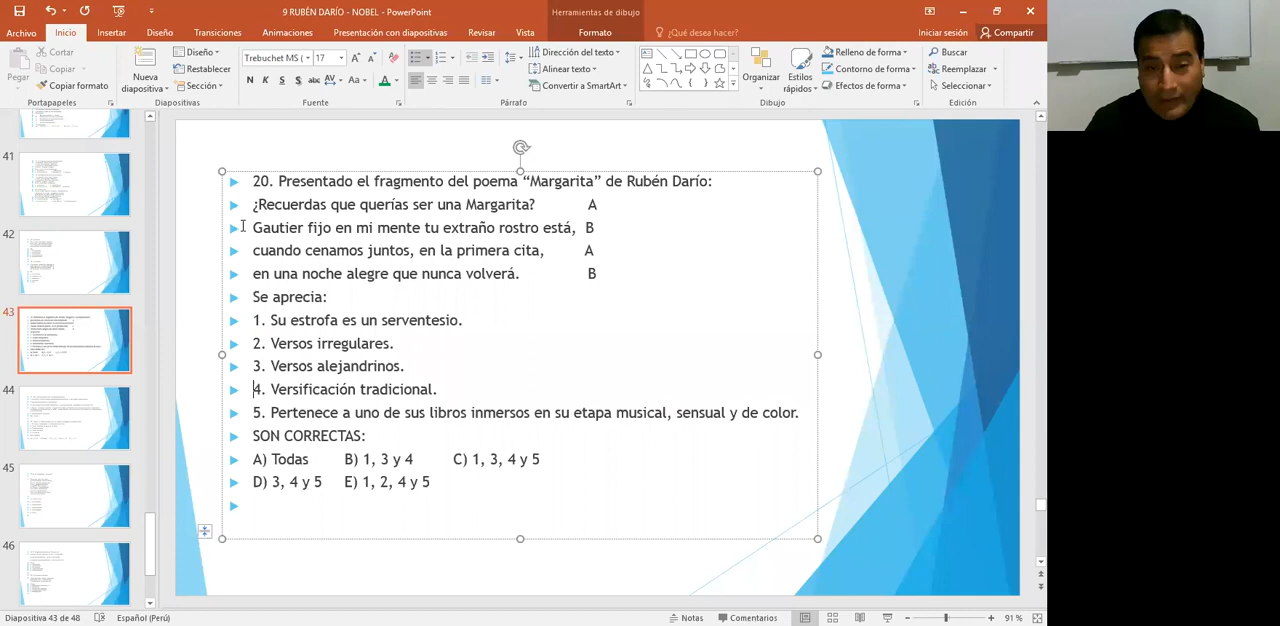 9 RUBÉN DARÍO - NOBEL - PowerPoint
Herramientas de dibujo
Archivo Inicio Insertar Diseño Transiciones Animaciones Presentación con diapositivas Revisar Vista Formato ¿Qué desea hacer? Iniciar sesión Compartir
Pegar
Cortar
Copiar
Copiar formato
Portapapeles
Nueva diapositiva
Diseño
Restablecer
Sección
Diapositivas
Trebuchet MS ( 17
N K S S abc AV Aa A
Fuente
Dirección del texto
Alinear texto
Convertir a SmartArt
Párrafo
Organizar
Estilos rápidos
Relleno de forma
Contorno de forma
Efectos de forma
Dibujo
Buscar
Reemplazar
Seleccionar
Edición
41
42
43
44
45
46
20. Presentado el fragmento del poema “Margarita” de Rubén Darío:
¿Recuerdas que querías ser una Margarita? A
Gautier fijo en mi mente tu extraño rostro está, B
cuando cenamos juntos, en la primera cita, A
en una noche alegre que nunca volverá. B
Se aprecia:
1. Su estrofa es un serventesio.
2. Versos irregulares.
3. Versos alejandrinos.
4. Versificación tradicional.
5. Pertenece a uno de sus libros inmersos en su etapa musical, sensual y de color.
SON CORRECTAS:
A) Todas B) 1, 3 y 4 C) 1, 3, 4 y 5
D) 3, 4 y 5 E) 1, 2, 4 y 5
Diapositiva 43 de 48 Español (Perú) Notas Comentarios 91 %